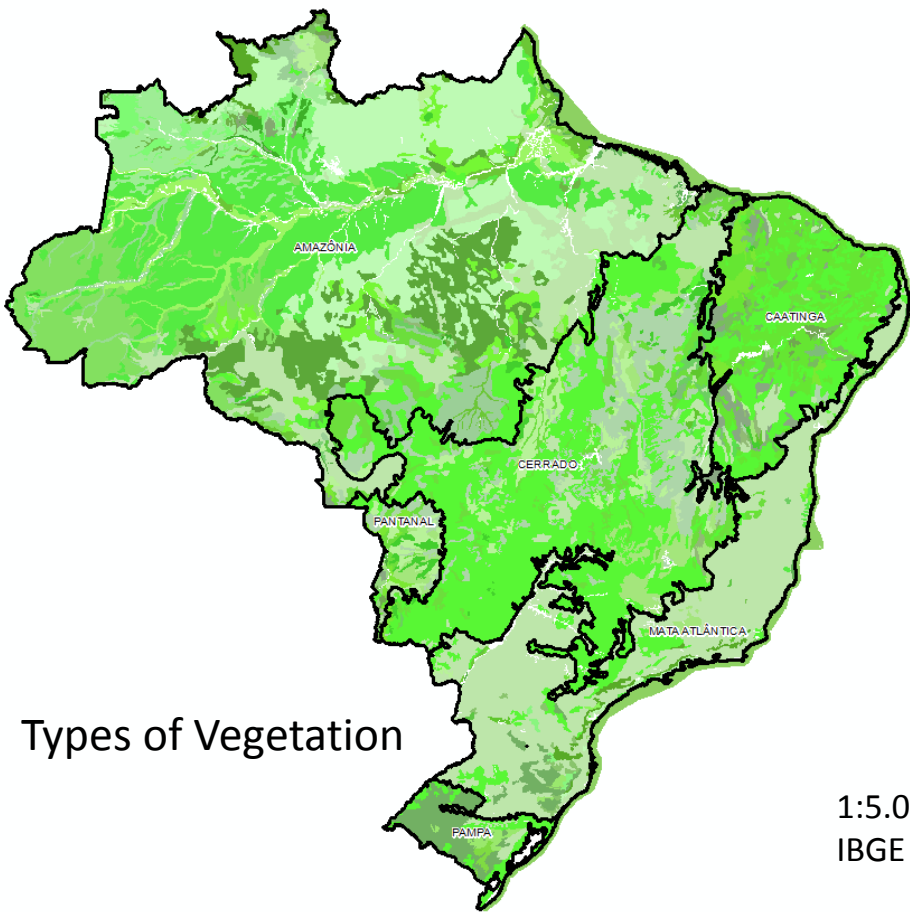 AMAZÔNIA
CAATINGA
CERRADO
PANTANAL
MATA ATLÂNTICA
Types of Vegetation
1:5.0
IBGE
PAMPA